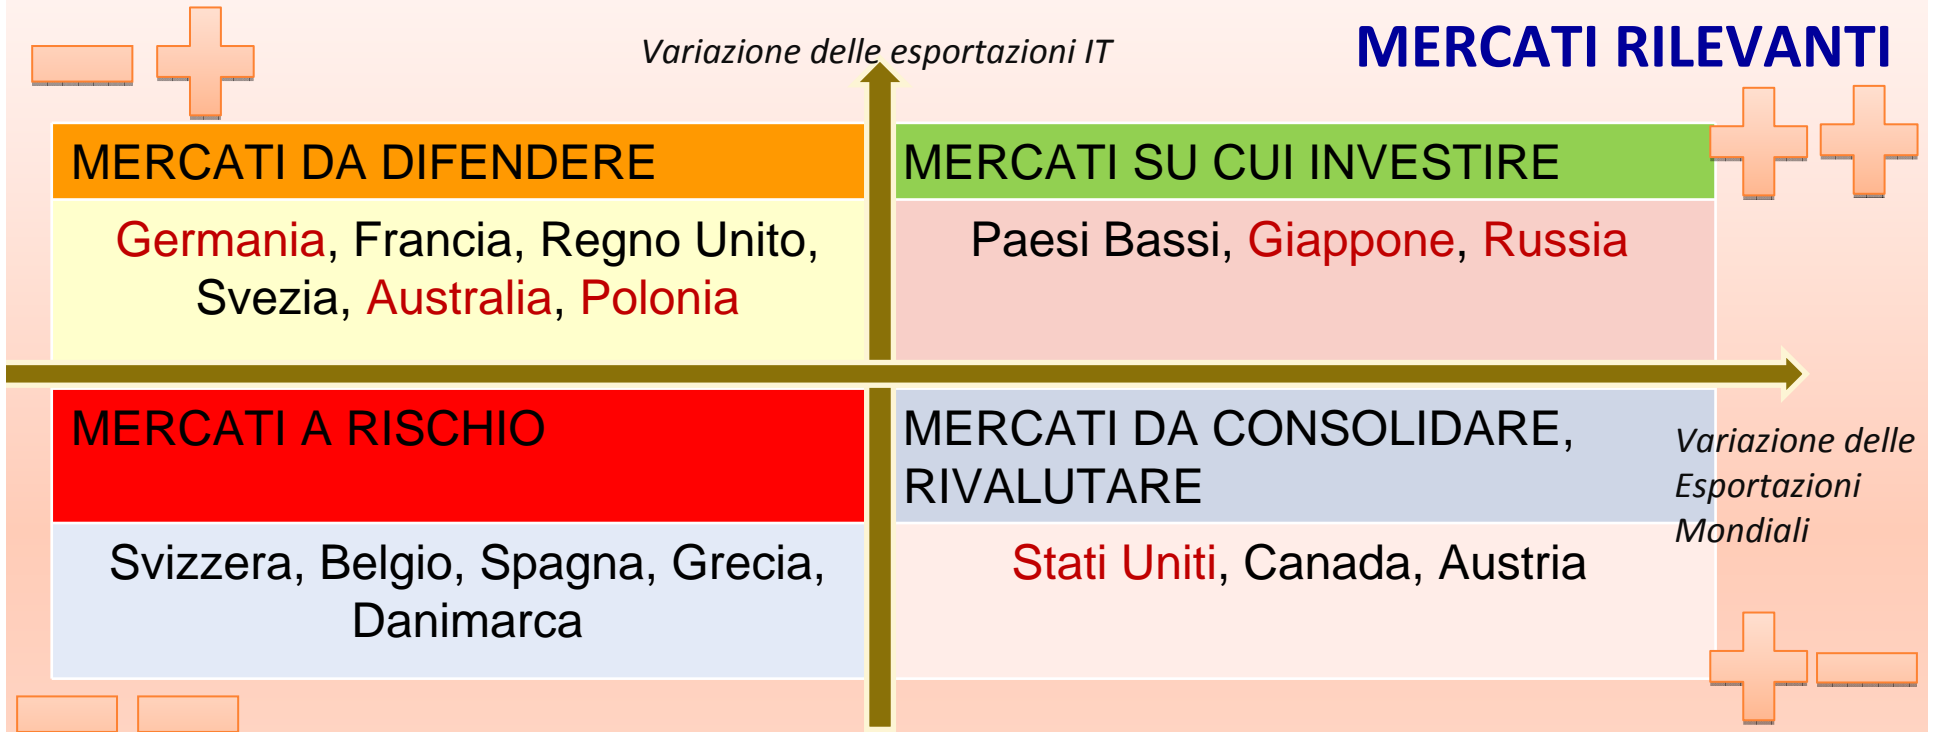 Variazione delle esportazioni IT
MERCATI RILEVANTI
MERCATI DA DIFENDERE
Germania, Francia, Regno Unito,
Svezia, Australia, Polonia
MERCATI SU CUI INVESTIRE
Paesi Bassi, Giappone, Russia
MERCATI A RISCHIO
Svizzera, Belgio, Spagna, Grecia,
Danimarca
MERCATI DA CONSOLIDARE,
RIVALUTARE
Stati Uniti, Canada, Austria
Variazione delle
Esportazioni
Mondiali